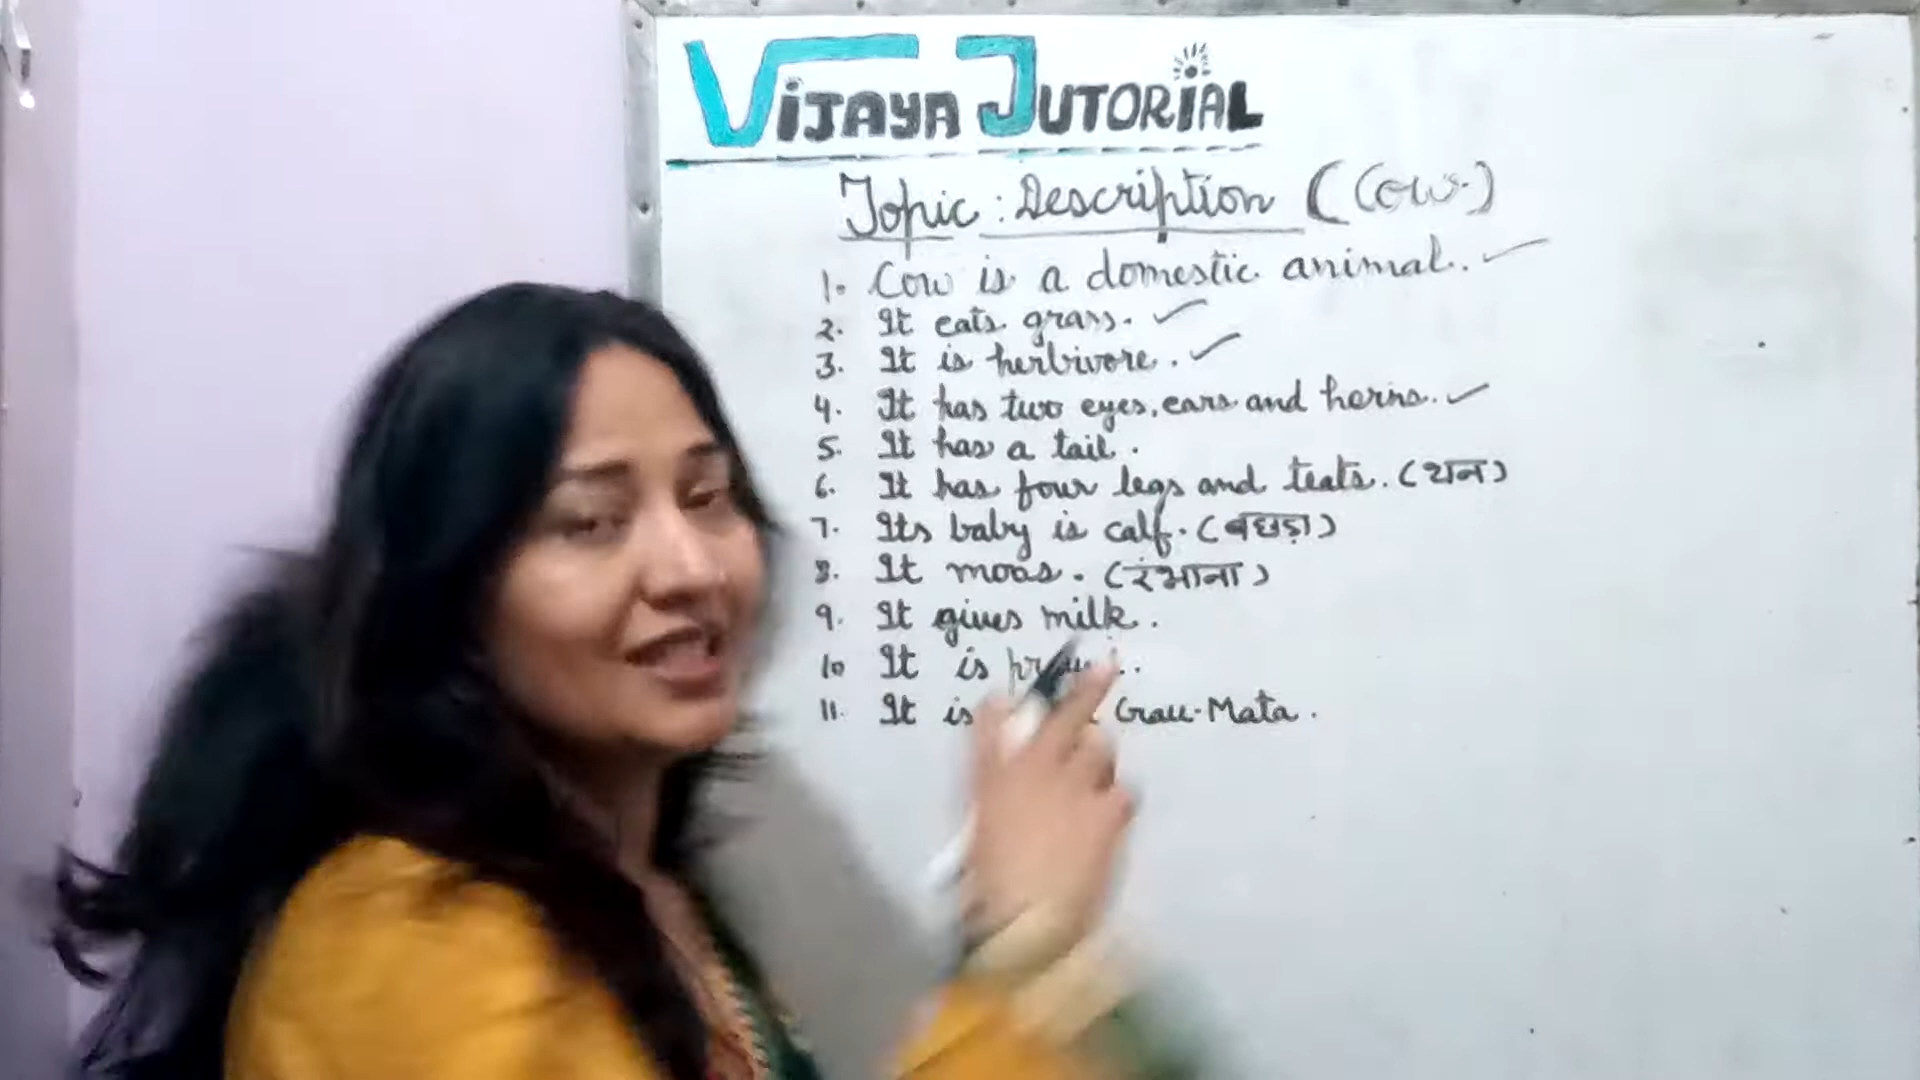 VIJAYA TUTORIAL
Topic : Description (Cow.)
1. Cow is a domestic animal.
2. It eats grass.
3. It is herbivore.
4. It has two eyes, ears and horns.
5. It has a tail.
6. It has four legs and teats. (थन)
7. Its baby is calf. (बछड़ा)
8. It moos. (रंभाना)
9. It gives milk.
10 It is
11. It is Gau-Mata.